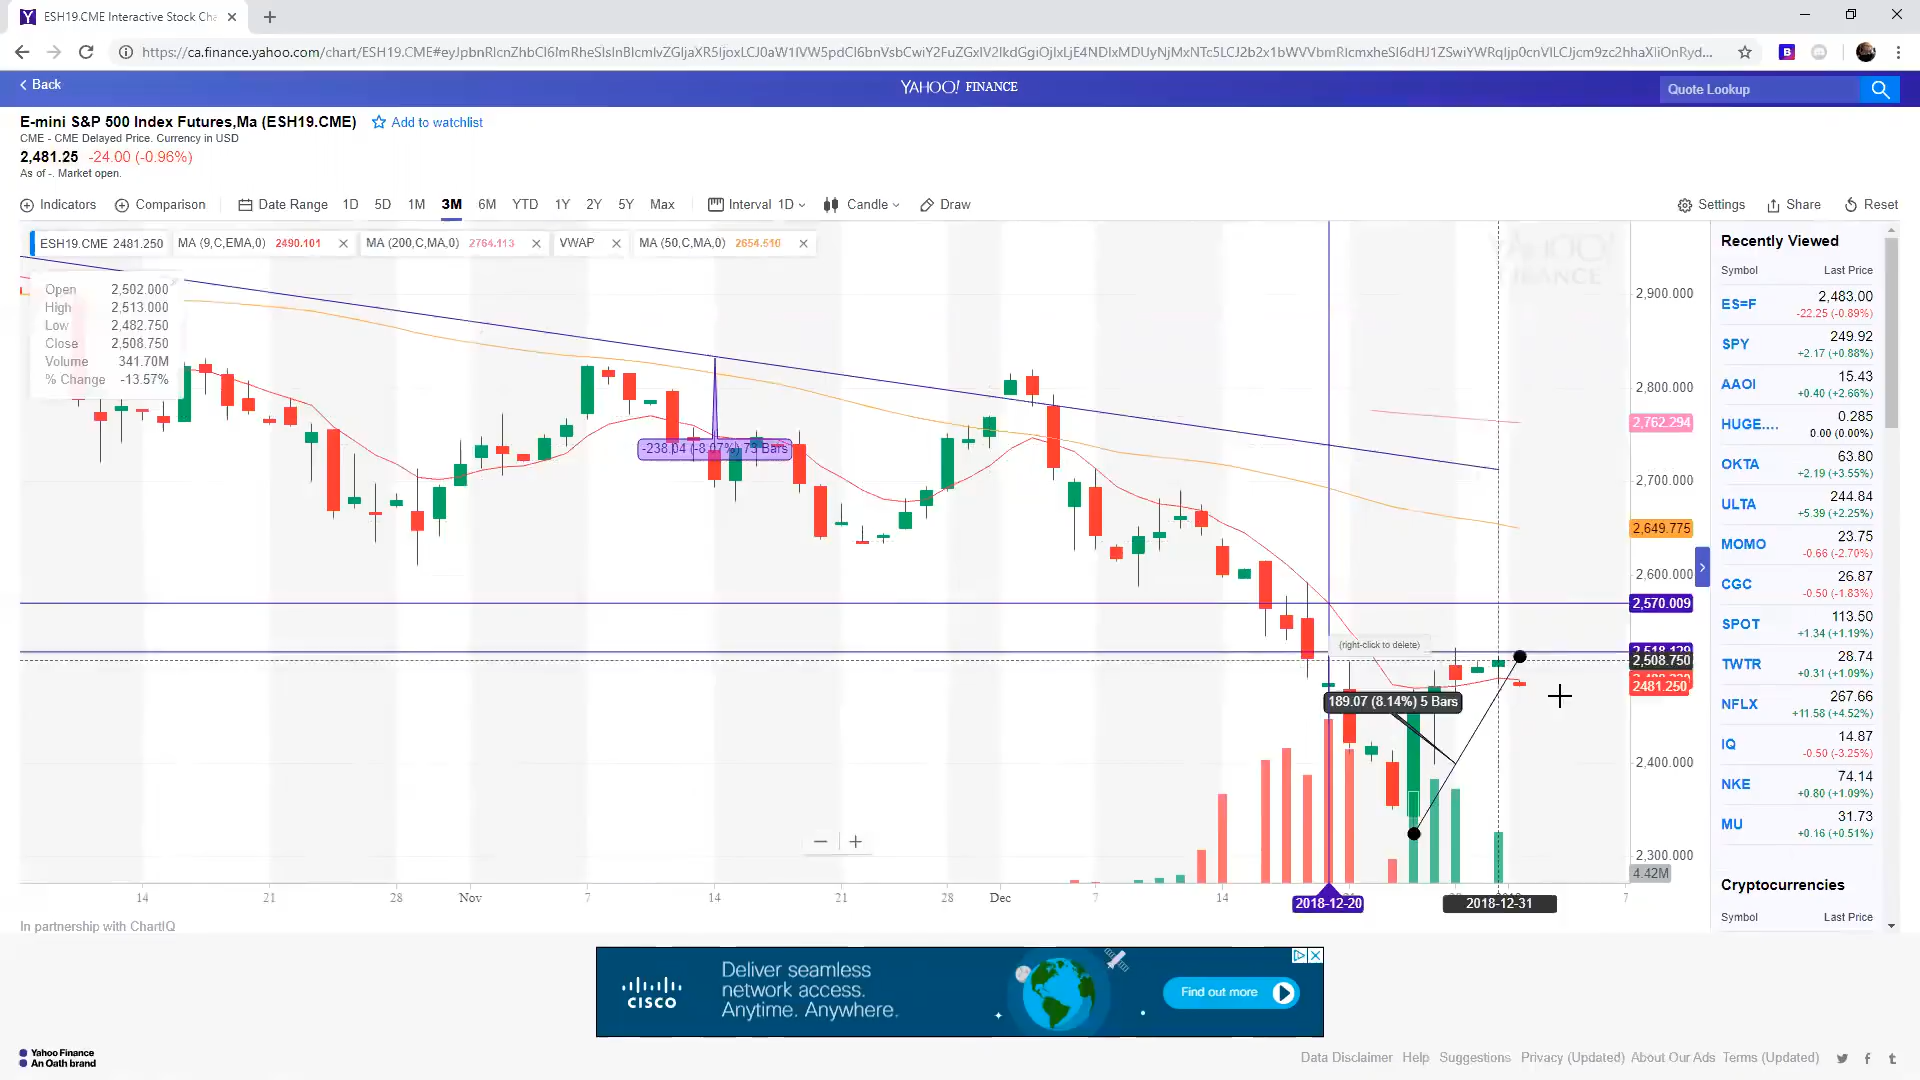 ESH19.CME Interactive Stock Cha
https://ca.finance.yahoo.com/chart/ESH19.CME
Back
YAHOO! FINANCE
Quote Lookup
E-mini S&P 500 Index Futures,Ma (ESH19.CME)
Add to watchlist
CME - CME Delayed Price. Currency in USD
2,481.25 -24.00 (-0.96%)
As of -. Market open.
Indicators Comparison Date Range 1D 5D 1M 3M 6M YTD 1Y 2Y 5Y Max Interval 1D Candle Draw Settings Share Reset
ESH19.CME 2481.250 MA (9,C,EMA,0) 2490.101 MA (200,C,MA,0) 2764.113 VWAP MA (50,C,MA,0) 2654.510
YAHOO!
FINANCE
Open 2,502.000
High 2,513.000
Low 2,482.750
Close 2,508.750
Volume 341.70M
% Change -13.57%
-238.04 (-8.07%) 73 Bars
(right-click to delete)
189.07 (8.14%) 5 Bars
2,900.000
2,800.000
2,762.294
2,700.000
2,649.775
2,600.000
2,570.009
2,508.750
2481.250
2,400.000
2,300.000
4.42M
14 21 28 Nov 7 14 21 28 Dec 7 14 7
2018-12-20
2018-12-31
In partnership with ChartIQ
Recently Viewed
Symbol Last Price
ES=F 2,483.00
-22.25 (-0.89%)
SPY 249.92
+2.17 (+0.88%)
AAOI 15.43
+0.40 (+2.66%)
HUGE.... 0.285
0.00 (0.00%)
OKTA 63.80
+2.19 (+3.55%)
ULTA 244.84
+5.39 (+2.25%)
MOMO 23.75
-0.66 (-2.70%)
CGC 26.87
-0.50 (-1.83%)
SPOT 113.50
+1.34 (+1.19%)
TWTR 28.74
+0.31 (+1.09%)
NFLX 267.66
+11.58 (+4.52%)
IQ 14.87
-0.50 (-3.25%)
NKE 74.14
+0.80 (+1.09%)
MU 31.73
+0.16 (+0.51%)
Cryptocurrencies
Symbol Last Price
CISCO
Deliver seamless
network access.
Anytime. Anywhere.
Find out more
Yahoo Finance
An Oath brand
Data Disclaimer Help Suggestions Privacy (Updated) About Our Ads Terms (Updated)